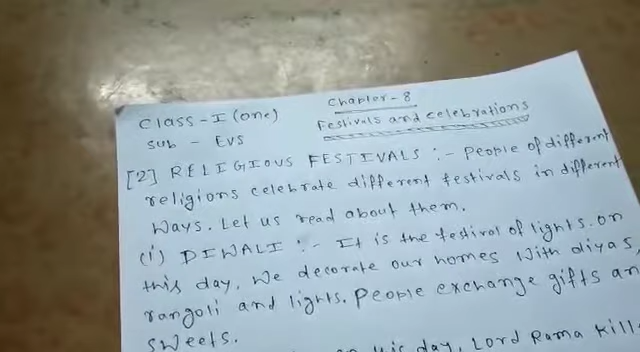 Class-I (one)
Chapter-8
Sub - EVS
Festivals and celebrations
[2] RELIGIOUS FESTIVALS :- People of different
religions celebrate different festivals in different
ways. Let us read about them.
(i) DIWALI :- It is the festival of lights. on
this day, We decorate our homes With diyas,
rangoli and lights. People exchange gifts an
sweets.
his day, Lord Rama kill